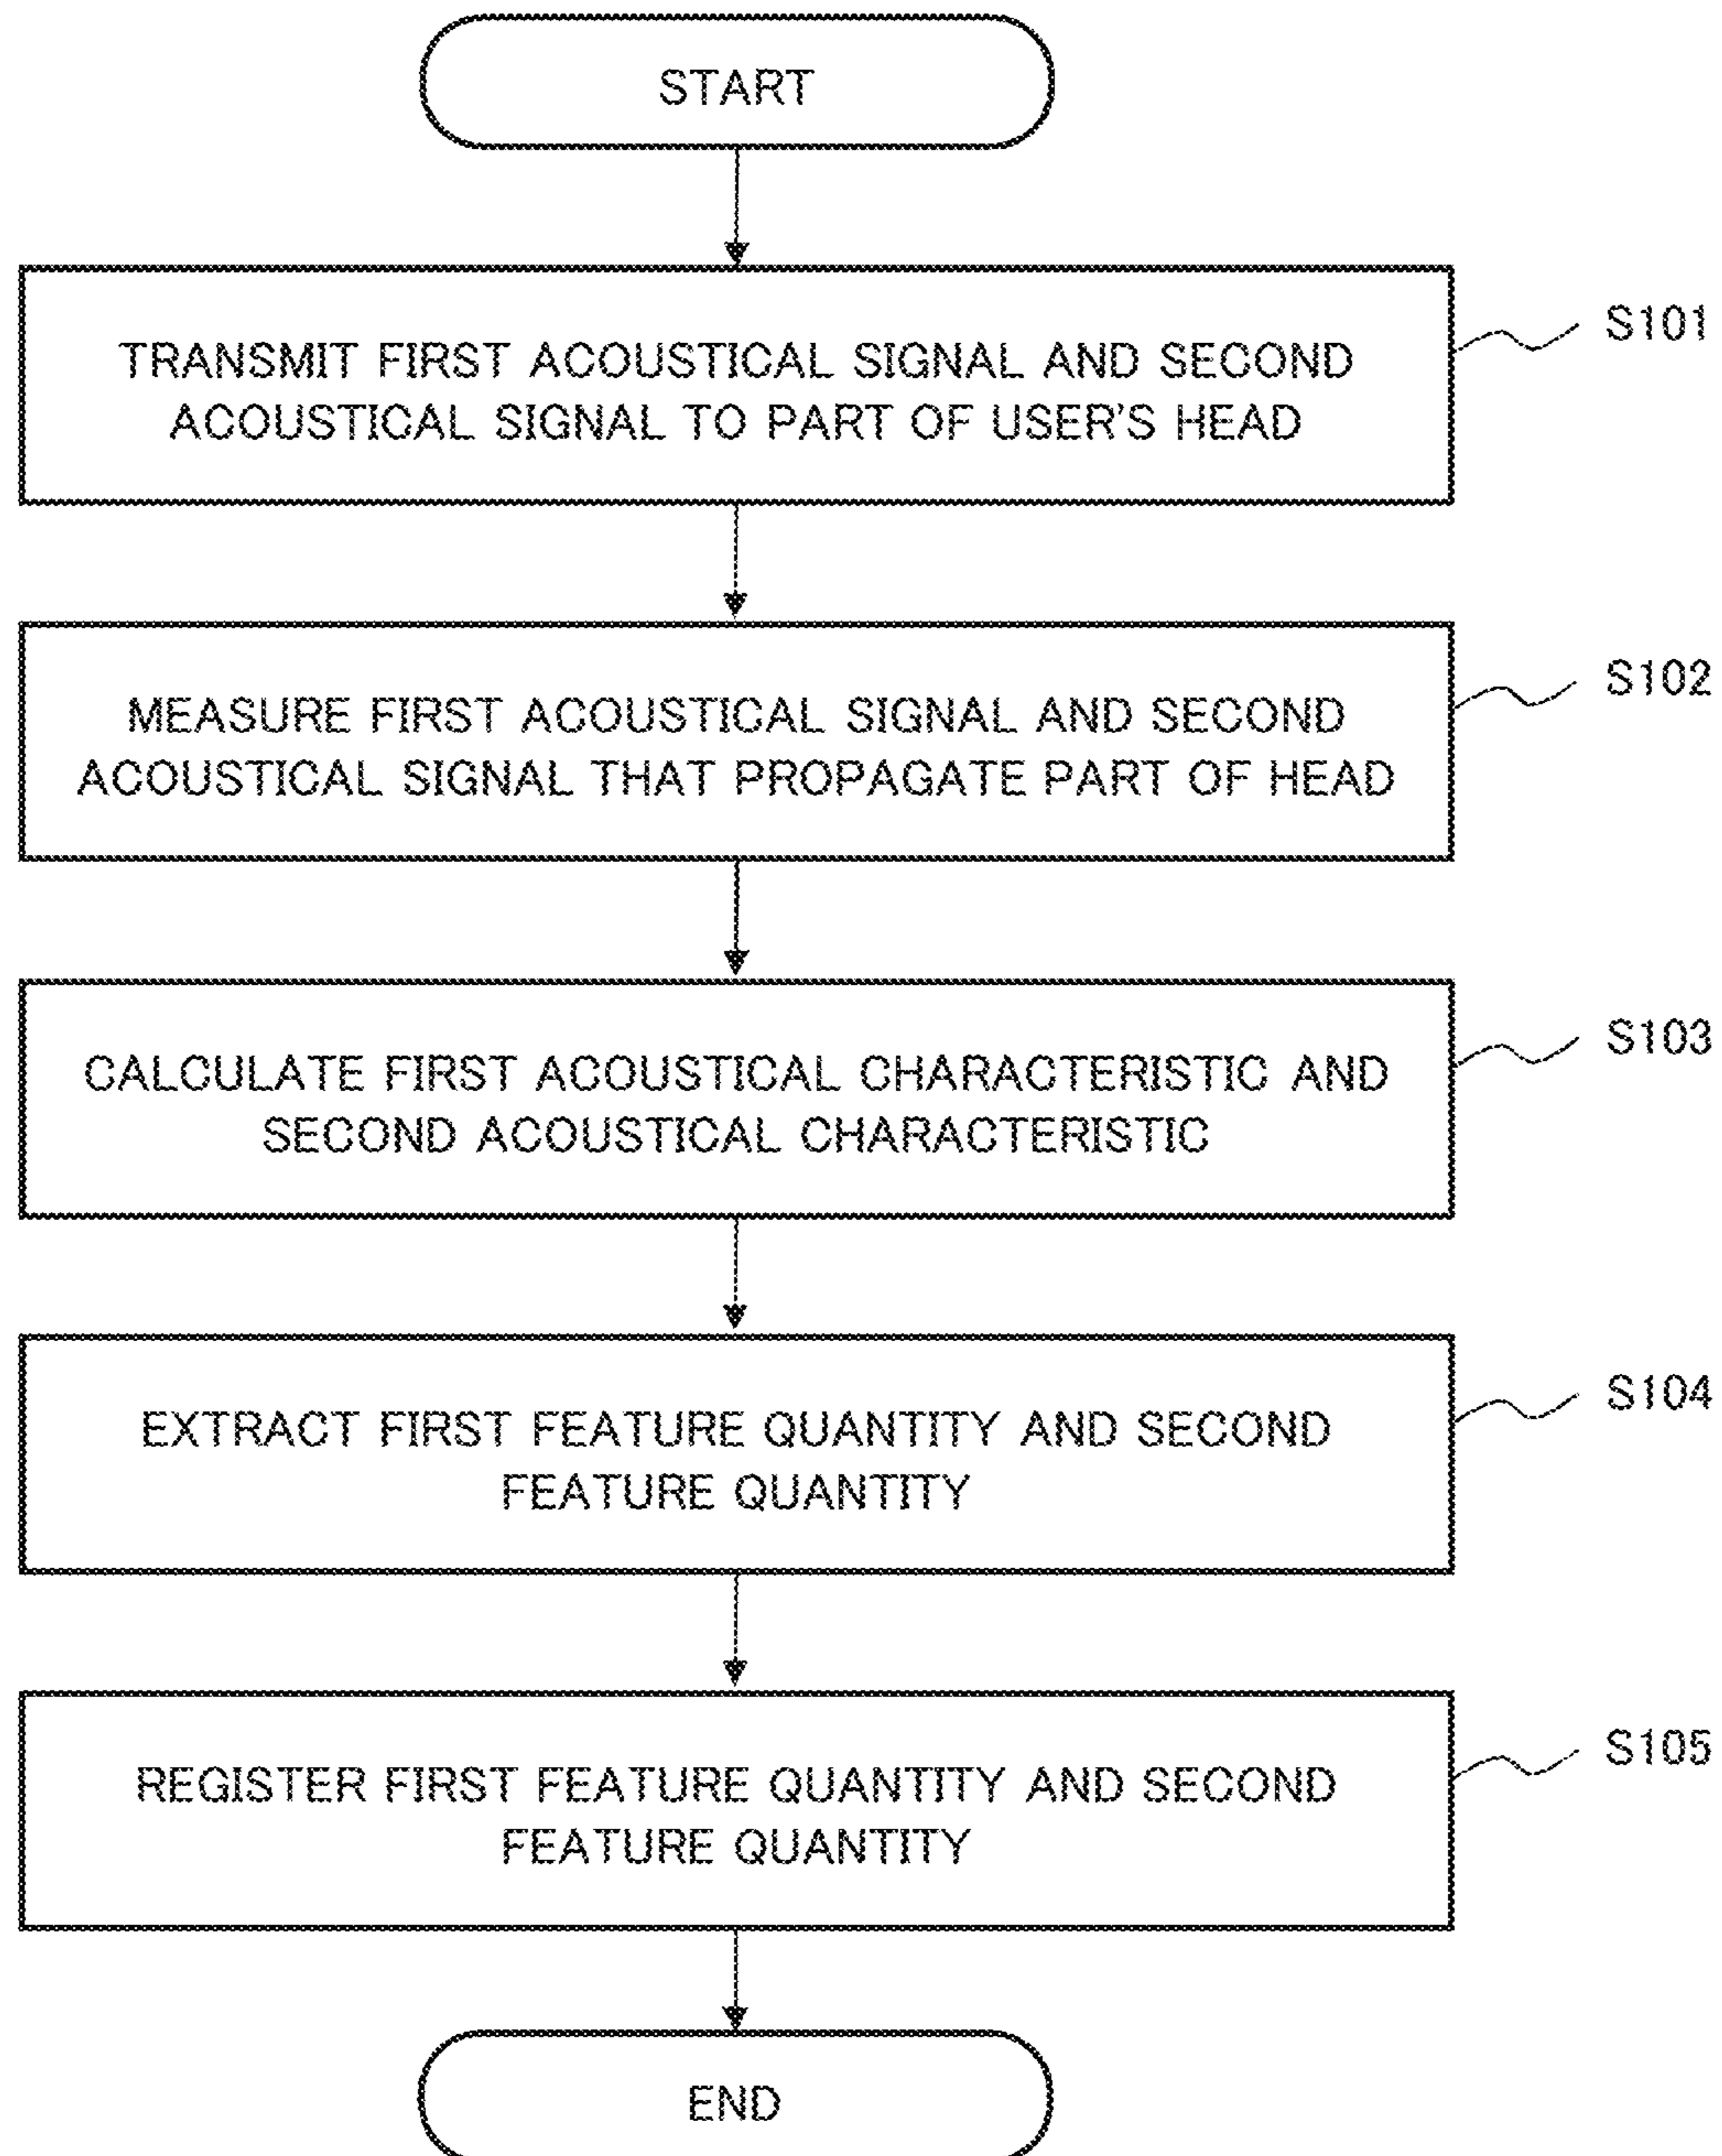 START
TRANSMIT FIRST ACOUSTICAL SIGNAL AND SECOND
ACOUSTICAL SIGNAL TO PART OF USER'S HEAD
S101
MEASURE FIRST ACOUSTICAL SIGNAL AND SECOND
ACOUSTICAL SIGNAL THAT PROPAGATE PART OF HEAD
S102
CALCULATE FIRST ACOUSTICAL CHARACTERISTIC AND
SECOND ACOUSTICAL CHARACTERISTIC
S103
EXTRACT FIRST FEATURE QUANTITY AND SECOND
FEATURE QUANTITY
S104
REGISTER FIRST FEATURE QUANTITY AND SECOND
FEATURE QUANTITY
S105
END